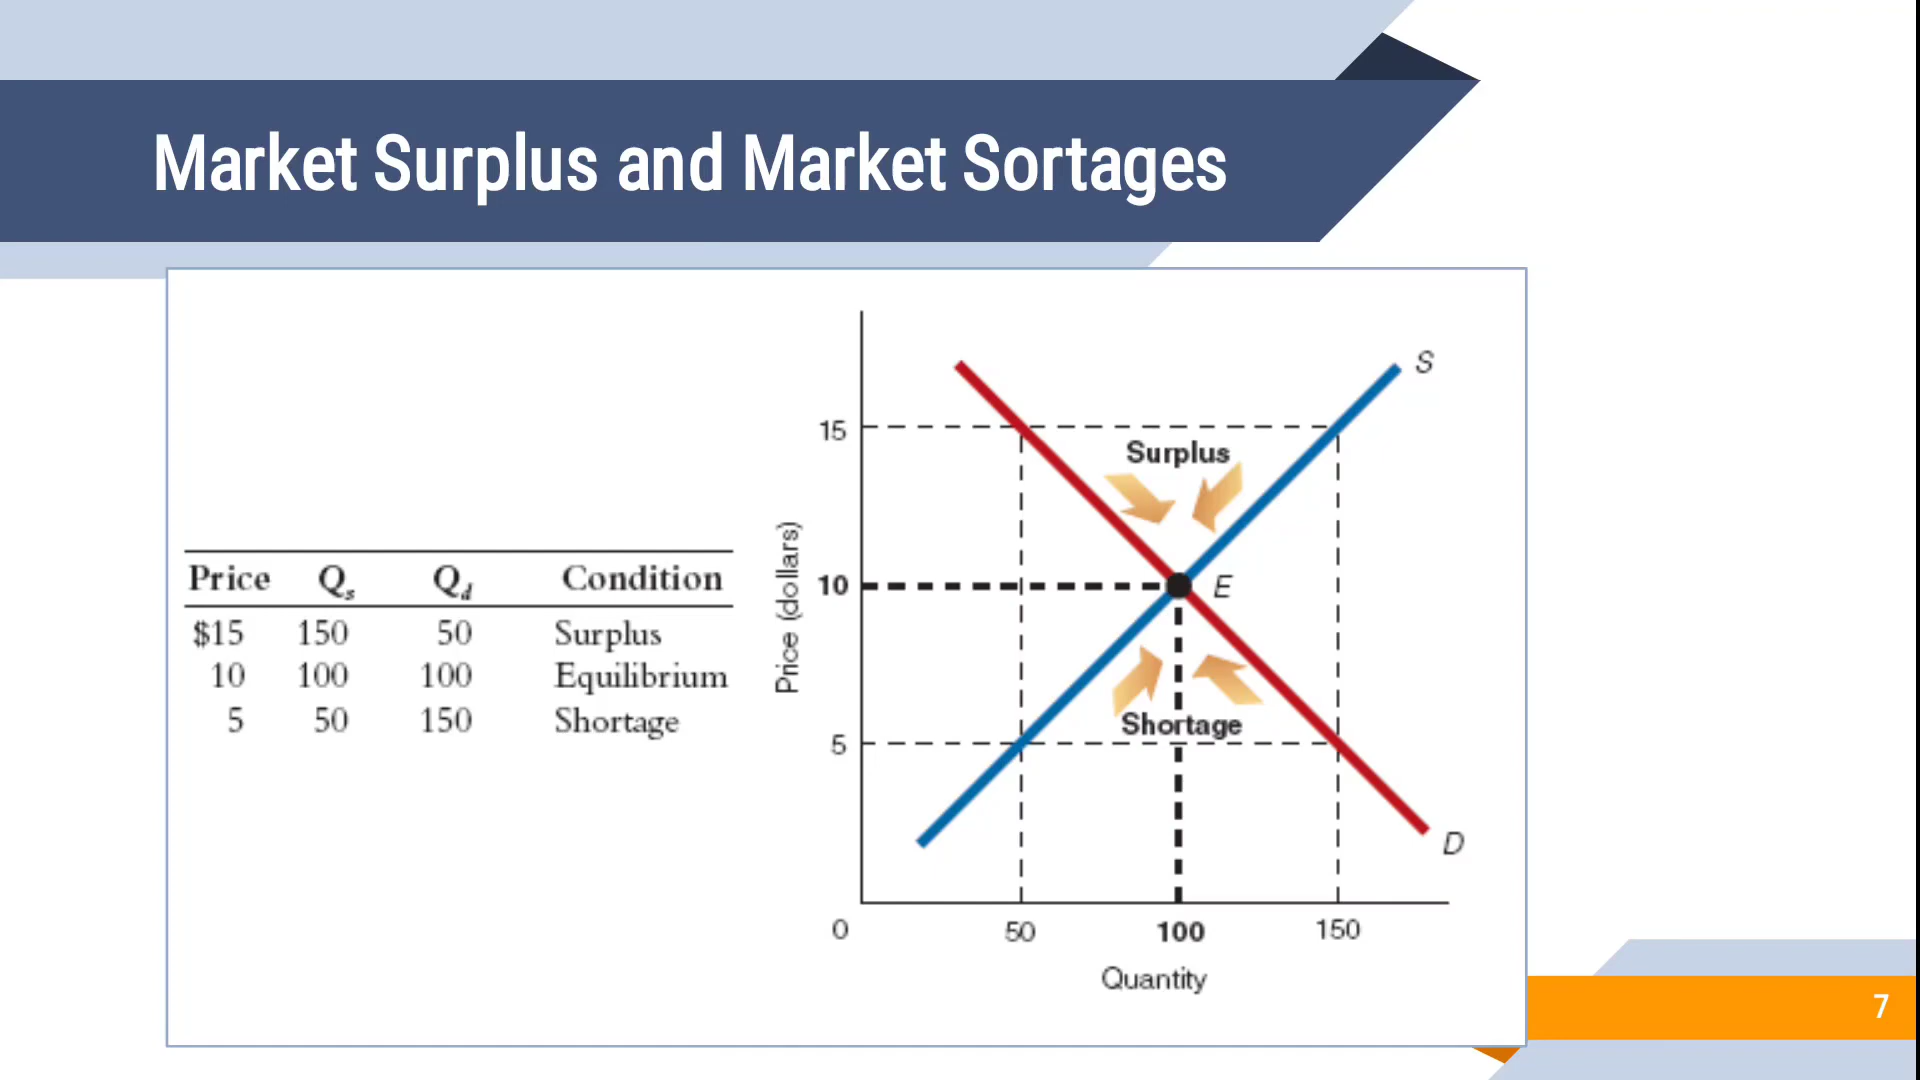 Market Surplus and Market Sortages
Price Qs Qd Condition
$15 150 50 Surplus
10 100 100 Equilibrium
5 50 150 Shortage
Price (dollars)
15
10
5
0
50
100
150
Quantity
S
Surplus
E
Shortage
D
7